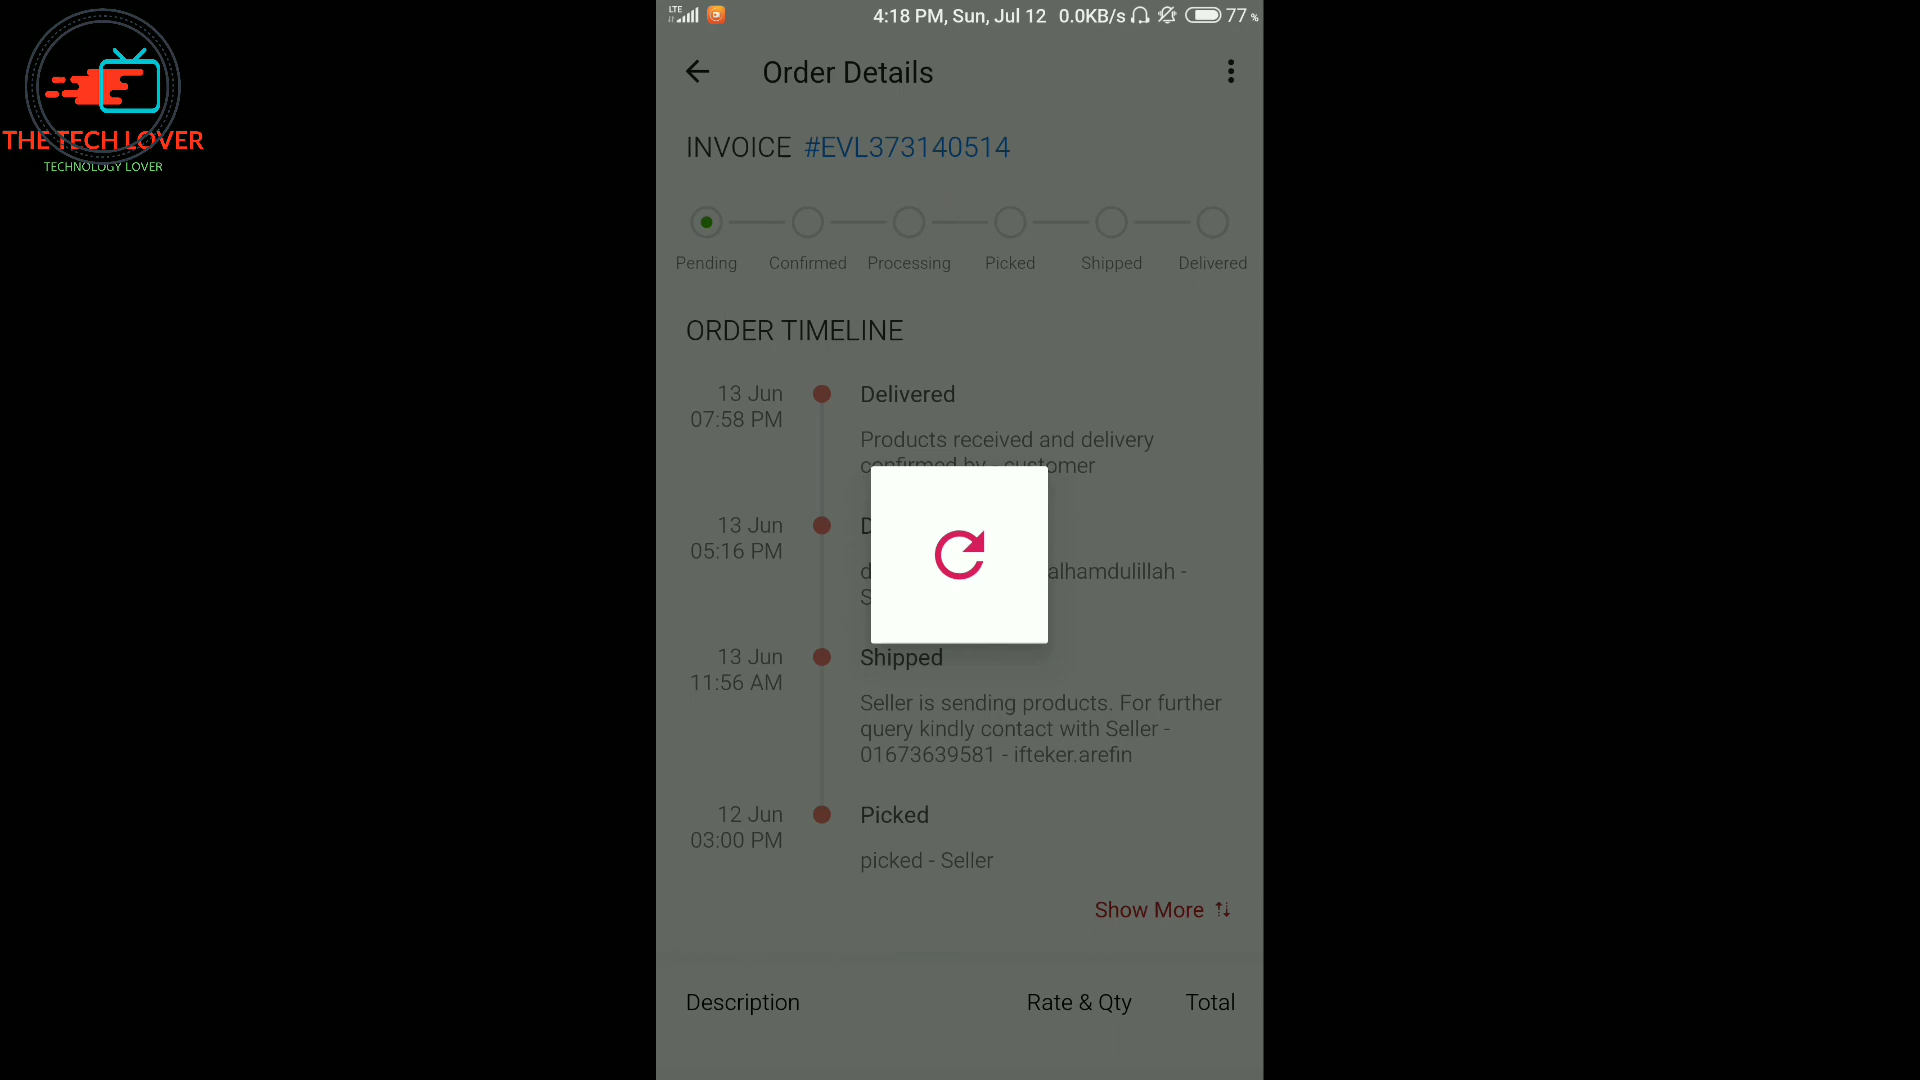 THE TECH LOVER
TECHNOLOGY LOVER
LTE
4:18 PM, Sun, Jul 12 0.0KB/s 77 %
Order Details
INVOICE #EVL373140514
Pending Confirmed Processing Picked Shipped Delivered
ORDER TIMELINE
13 Jun
07:58 PM
Delivered
Products received and delivery
confirmed by - customer
13 Jun
05:16 PM
alhamdulillah -
13 Jun
11:56 AM
Shipped
Seller is sending products. For further
query kindly contact with Seller -
01673639581 - ifteker.arefin
12 Jun
03:00 PM
Picked
picked - Seller
Show More
Description Rate & Qty Total